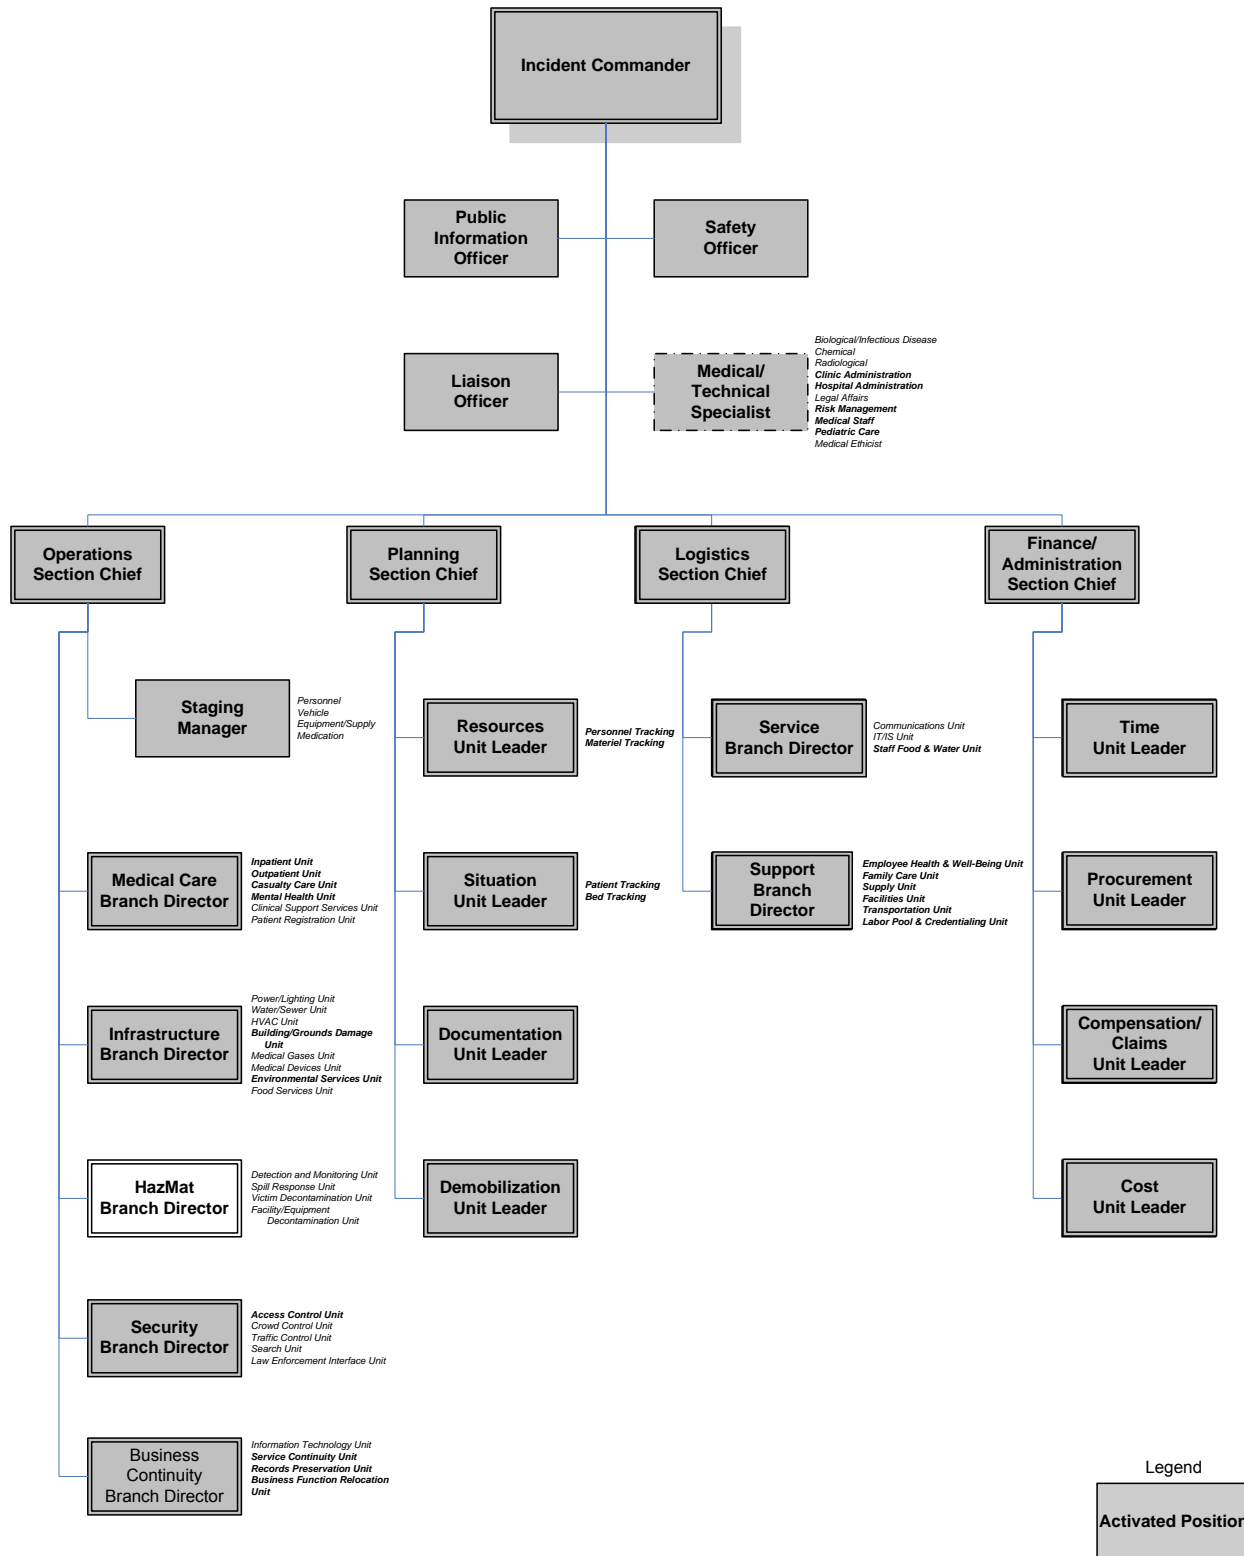 Incident Commander
Public
Information
Officer
Safety
Officer
Liaison
Officer
Medical/
Technical
Specialist
Biological/Infectious Disease
Chemical
Radiological
Clinic Administration
Hospital Administration
Legal Affairs
Risk Management
Medical Staff
Pediatric Care
Medical Ethicist
Operations
Section Chief
Planning
Section Chief
Logistics
Section Chief
Finance/
Administration
Section Chief
Staging
Manager
Personnel
Vehicle
Equipment/Supply
Medication
Resources
Unit Leader
Personnel Tracking
Materiel Tracking
Service
Branch Director
Communications Unit
IT/IS Unit
Staff Food & Water Unit
Time
Unit Leader
Medical Care
Branch Director
Inpatient Unit
Outpatient Unit
Casualty Care Unit
Mental Health Unit
Clinical Support Services Unit
Patient Registration Unit
Situation
Unit Leader
Patient Tracking
Bed Tracking
Support
Branch
Director
Employee Health & Well-Being Unit
Family Care Unit
Supply Unit
Facilities Unit
Transportation Unit
Labor Pool & Credentialing Unit
Procurement
Unit Leader
Infrastructure
Branch Director
Power/Lighting Unit
Water/Sewer Unit
HVAC Unit
Building/Grounds Damage
Unit
Medical Gases Unit
Medical Devices Unit
Environmental Services Unit
Food Services Unit
Documentation
Unit Leader
Compensation/
Claims
Unit Leader
HazMat
Branch Director
Detection and Monitoring Unit
Spill Response Unit
Victim Decontamination Unit
Facility/Equipment
Decontamination Unit
Demobilization
Unit Leader
Cost
Unit Leader
Security
Branch Director
Access Control Unit
Crowd Control Unit
Traffic Control Unit
Search Unit
Law Enforcement Interface Unit
Business
Continuity
Branch Director
Information Technology Unit
Service Continuity Unit
Records Preservation Unit
Business Function Relocation
Unit
Legend
Activated Position